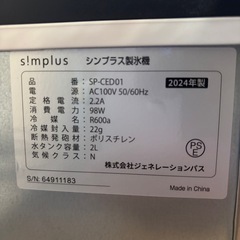 s!mplus シンプラス製氷機
品番 : SP-CED01 2024年製
電源 : AC100V 50/60Hz
定格電流 : 2.2A
消費電力 : 98W
冷媒 : R600a
冷媒封入量 : 22g
断熱発砲材 : ポリスチレン
水タンク容量 : 2L
気候クラス : N
PSE
株式会社ジェネレーションパス
S/N: 64911183
Made in China